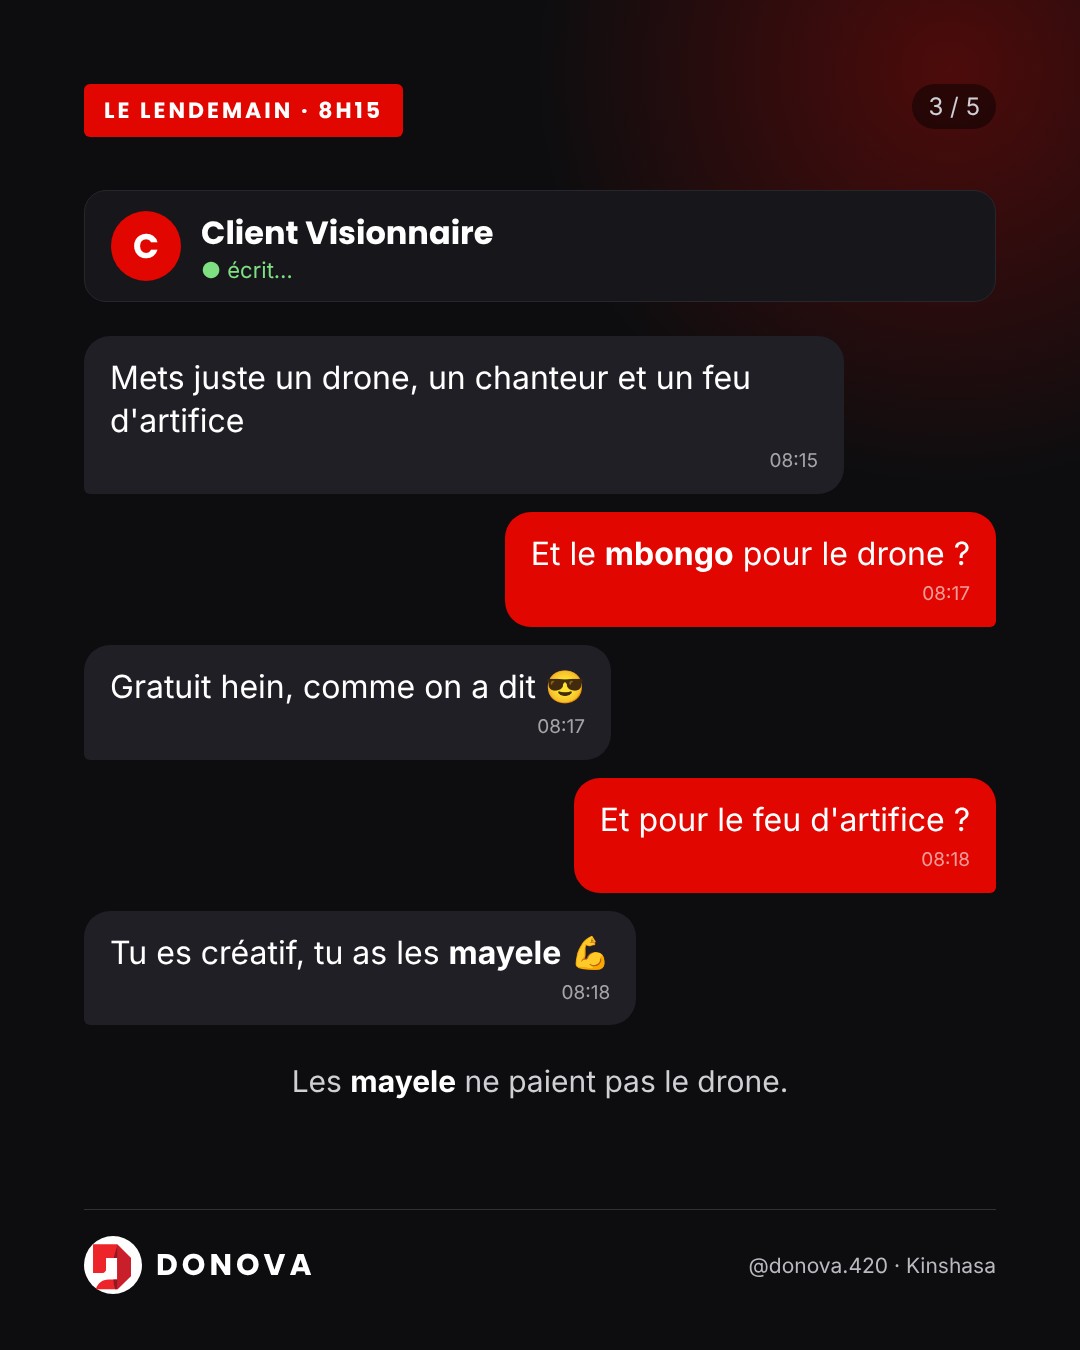 LE LENDEMAIN · 8H15
3 / 5
C
Client Visionnaire
écrit...
Mets juste un drone, un chanteur et un feu
d'artifice
08:15
Et le mbongo pour le drone ?
08:17
Gratuit hein, comme on a dit 😎
08:17
Et pour le feu d'artifice ?
08:18
Tu es créatif, tu as les mayele 💪
08:18
Les mayele ne paient pas le drone.
DONOVA
@donova.420 · Kinshasa